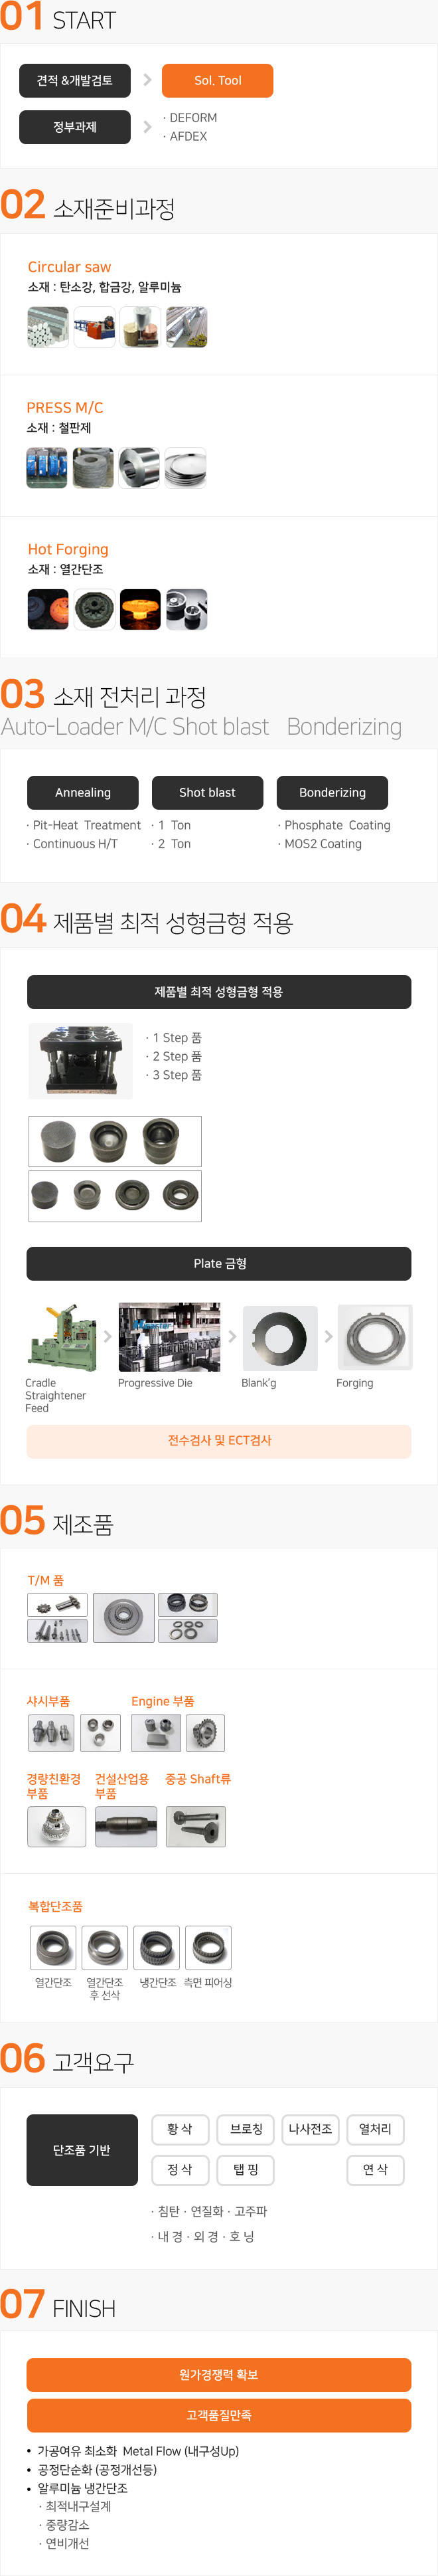 01 START
견적 &개발검토
Sol. Tool
정부과제
· DEFORM
· AFDEX
02 소재준비과정
Circular saw
소재 : 탄소강, 합금강, 알루미늄
PRESS M/C
소재 : 철판제
Hot Forging
소재 : 열간단조
03 소재 전처리 과정
Auto-Loader M/C Shot blast Bonderizing
Annealing
Shot blast
Bonderizing
· Pit-Heat Treatment
· Continuous H/T
· 1 Ton
· 2 Ton
· Phosphate Coating
· MOS2 Coating
04 제품별 최적 성형금형 적용
제품별 최적 성형금형 적용
· 1 Step 품
· 2 Step 품
· 3 Step 품
Plate 금형
Cradle
Straightener
Feed
Progressive Die
Blank'g
Forging
전수검사 및 ECT검사
05 제조품
T/M 품
샤시부품
Engine 부품
경량친환경
부품
건설산업용
부품
중공 Shaft류
복합단조품
열간단조
열간단조
후 선삭
냉간단조
측면 피어싱
06 고객요구
단조품 기반
황 삭
브로칭
나사전조
열처리
정 삭
탭 핑
연 삭
· 침탄 · 연질화 · 고주파
· 내 경 · 외 경 · 호 닝
07 FINISH
원가경쟁력 확보
고객품질만족
• 가공여유 최소화 Metal Flow (내구성Up)
• 공정단순화 (공정개선등)
• 알루미늄 냉간단조
· 최적내구설계
· 중량감소
· 연비개선